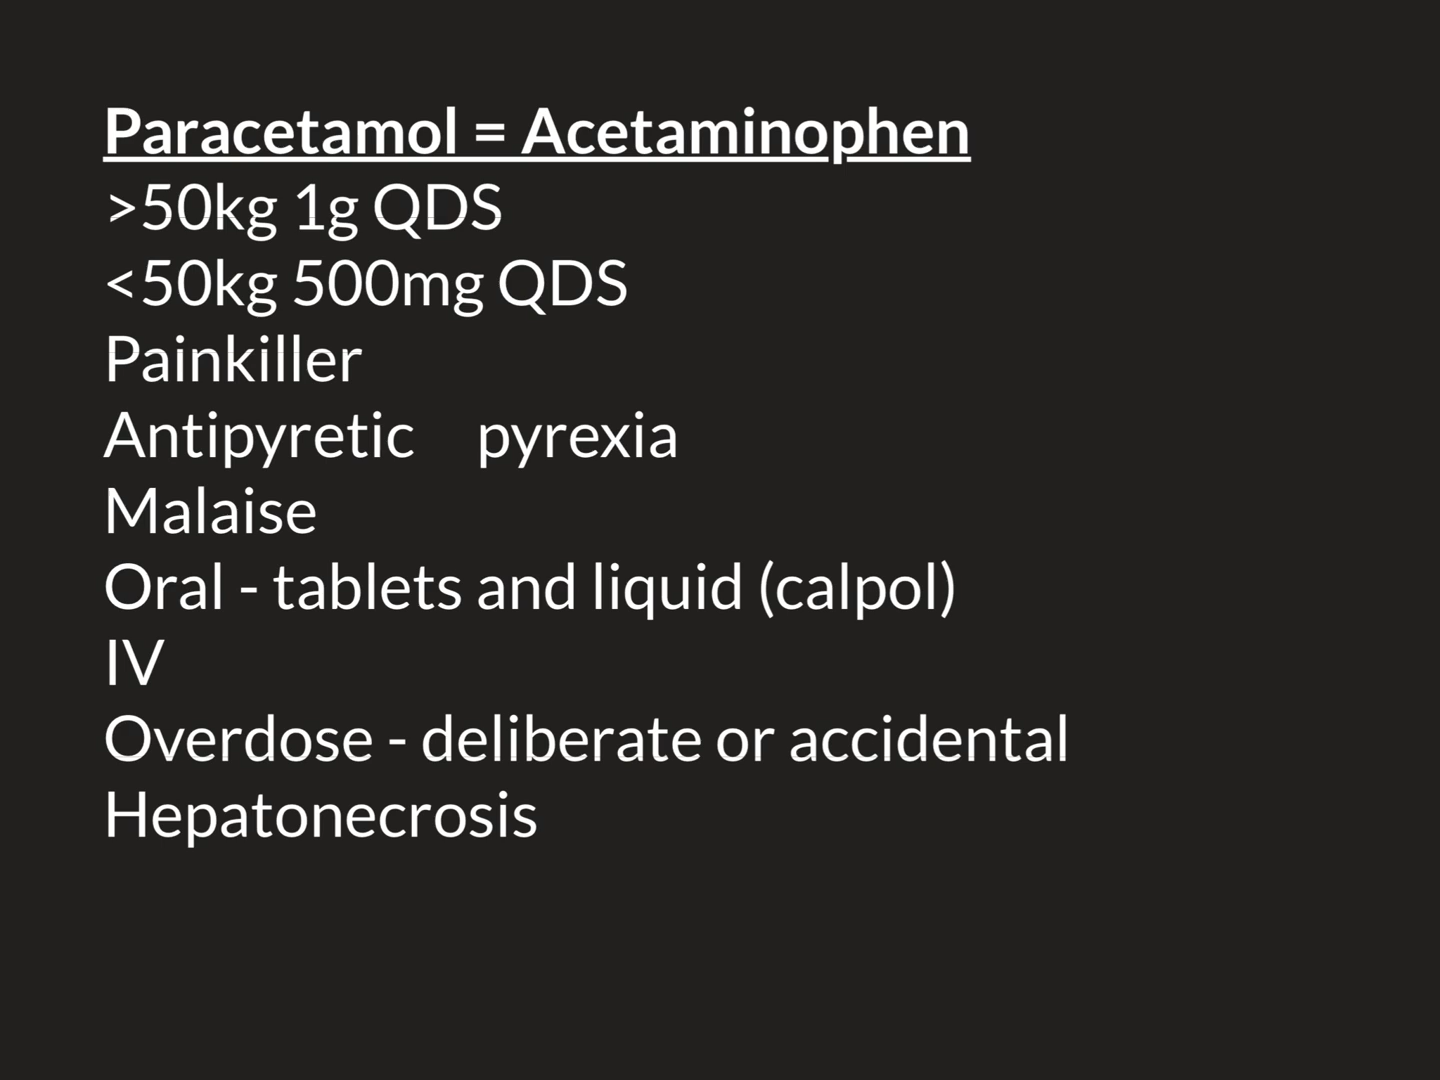 Paracetamol = Acetaminophen
>50kg 1g QDS
<50kg 500mg QDS
Painkiller
Antipyretic pyrexia
Malaise
Oral - tablets and liquid (calpol)
IV
Overdose - deliberate or accidental
Hepatonecrosis